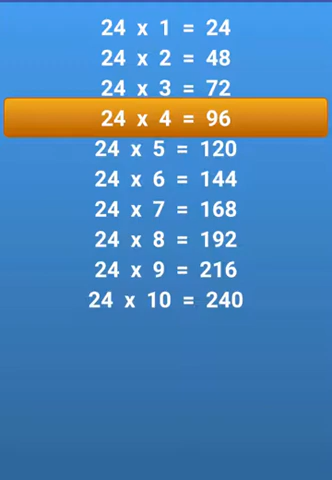 24 x 1 = 24
24 x 2 = 48
24 x 3 = 72
24 x 4 = 96
24 x 5 = 120
24 x 6 = 144
24 x 7 = 168
24 x 8 = 192
24 x 9 = 216
24 x 10 = 240